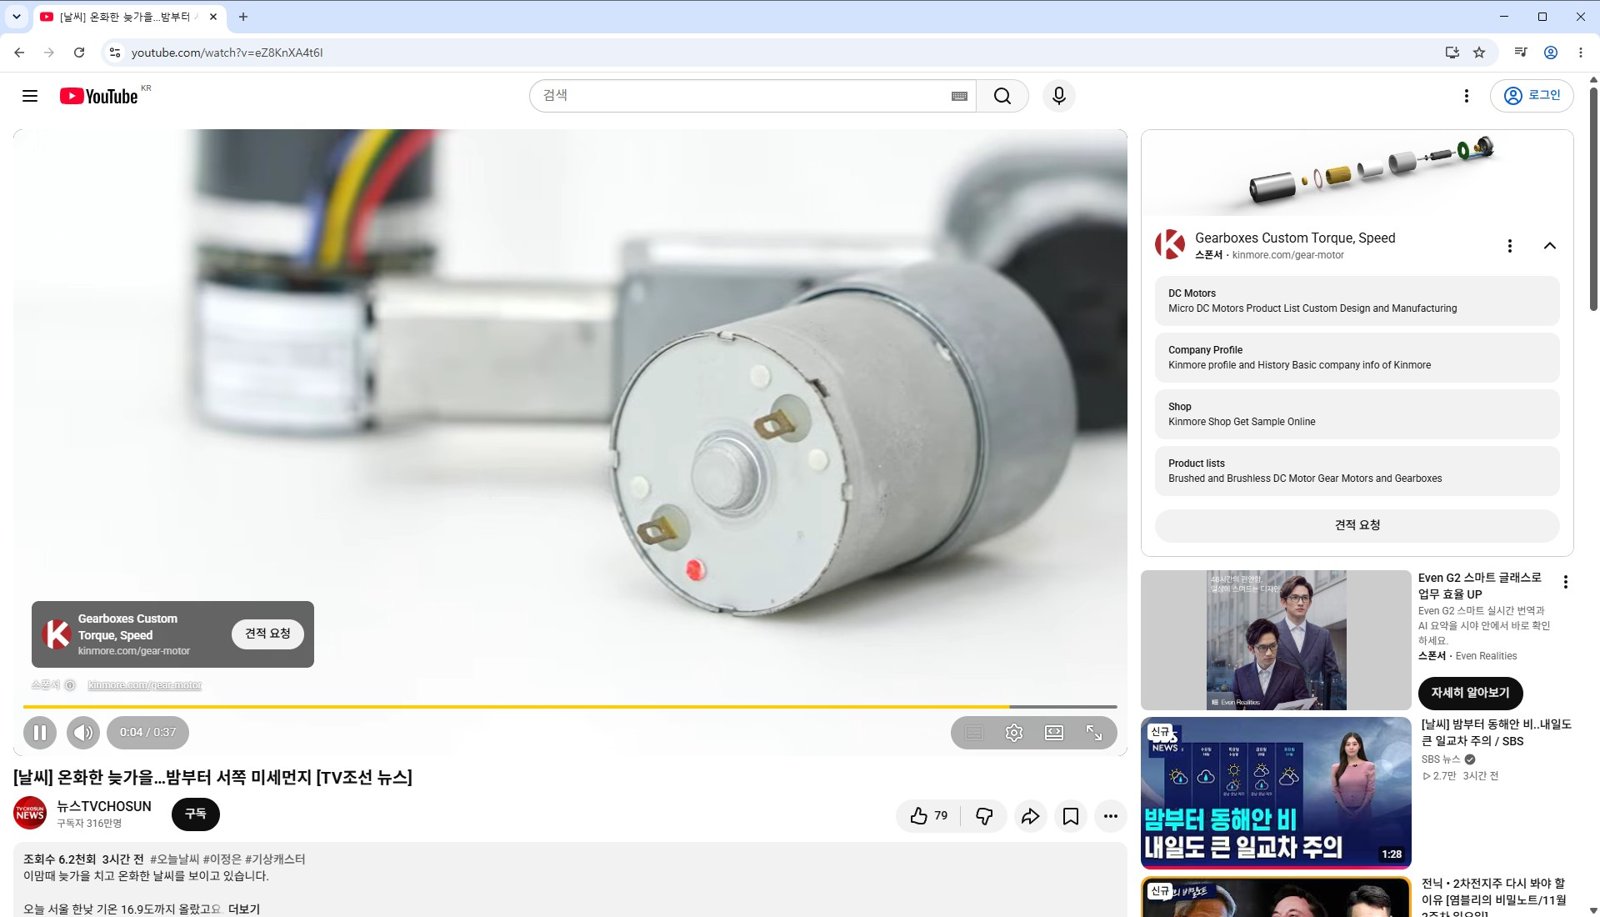 [날씨] 온화한 늦가을…밤부터
youtube.com/watch?v=eZ8KnXA4t6I
YouTube KR
검색
로그인
Gearboxes Custom
Torque, Speed
kinmore.com/gear-motor
견적 요청
스폰서
kinmore.com/gear-motor
0:04 / 0:37
[날씨] 온화한 늦가을…밤부터 서쪽 미세먼지 [TV조선 뉴스]
TVCHOSUN
NEWS
뉴스TVCHOSUN
구독자 316만명
구독
79
조회수 6.2천회 3시간 전 #오늘날씨 #이정은 #기상캐스터
이맘때 늦가을 치고 온화한 날씨를 보이고 있습니다.
오늘 서울 한낮 기온 16.9도까지 올랐고요. 더보기
Gearboxes Custom Torque, Speed
스폰서 · kinmore.com/gear-motor
DC Motors
Micro DC Motors Product List Custom Design and Manufacturing
Company Profile
Kinmore profile and History Basic company info of Kinmore
Shop
Kinmore Shop Get Sample Online
Product lists
Brushed and Brushless DC Motor Gear Motors and Gearboxes
견적 요청
Even Realities
Even G2 스마트 글래스로
업무 효율 UP
Even G2 스마트 실시간 번역과
AI 요약을 시야 안에서 바로 확인
하세요.
스폰서 · Even Realities
자세히 알아보기
신규
NEWS
밤부터 동해안 비
내일도 큰 일교차 주의
1:28
[날씨] 밤부터 동해안 비..내일도
큰 일교차 주의 / SBS
SBS 뉴스
2.7만 3시간 전
신규
전닉 • 2차전지주 다시 봐야 할
이유 [염블리의 비밀노트/11월